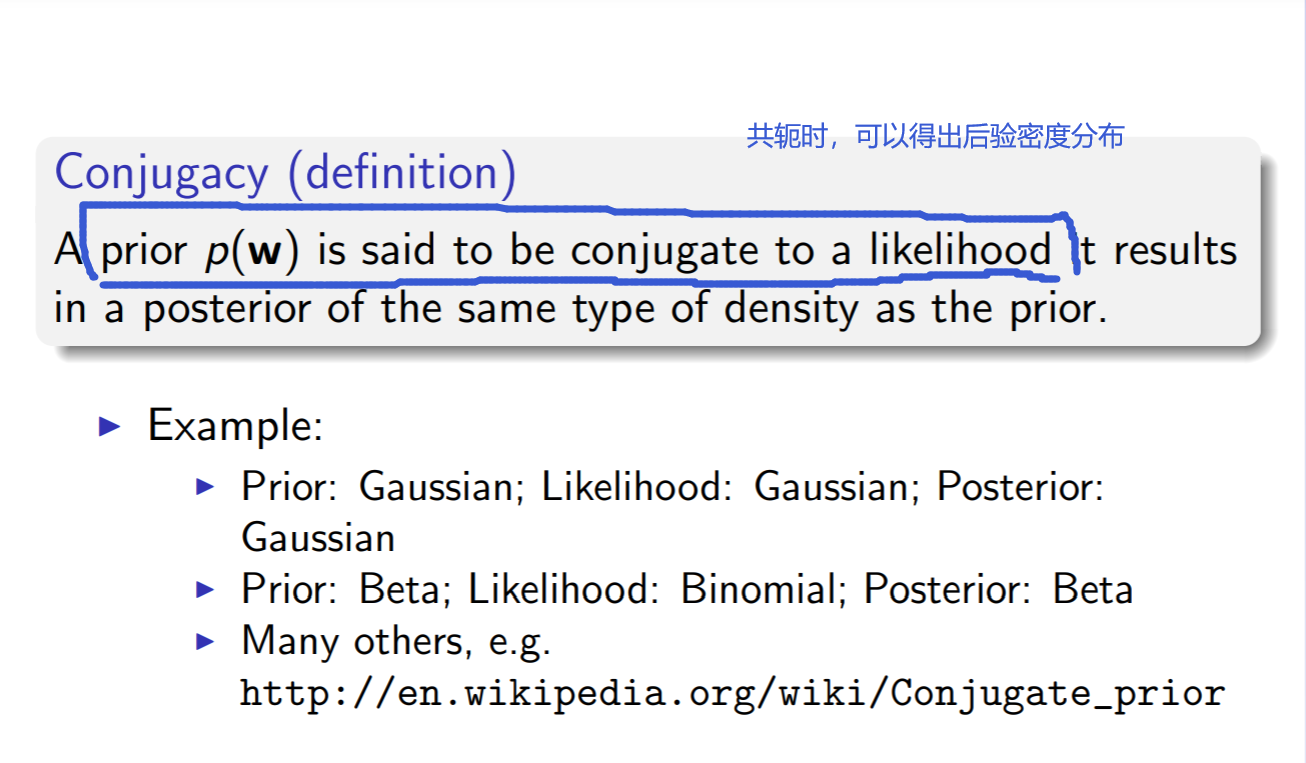 共轭时，可以得出后验密度分布
Conjugacy (definition)
A prior p(w) is said to be conjugate to a likelihood it results
in a posterior of the same type of density as the prior.
▶ Example:
▶ Prior: Gaussian; Likelihood: Gaussian; Posterior:
Gaussian
▶ Prior: Beta; Likelihood: Binomial; Posterior: Beta
▶ Many others, e.g.
http://en.wikipedia.org/wiki/Conjugate_prior